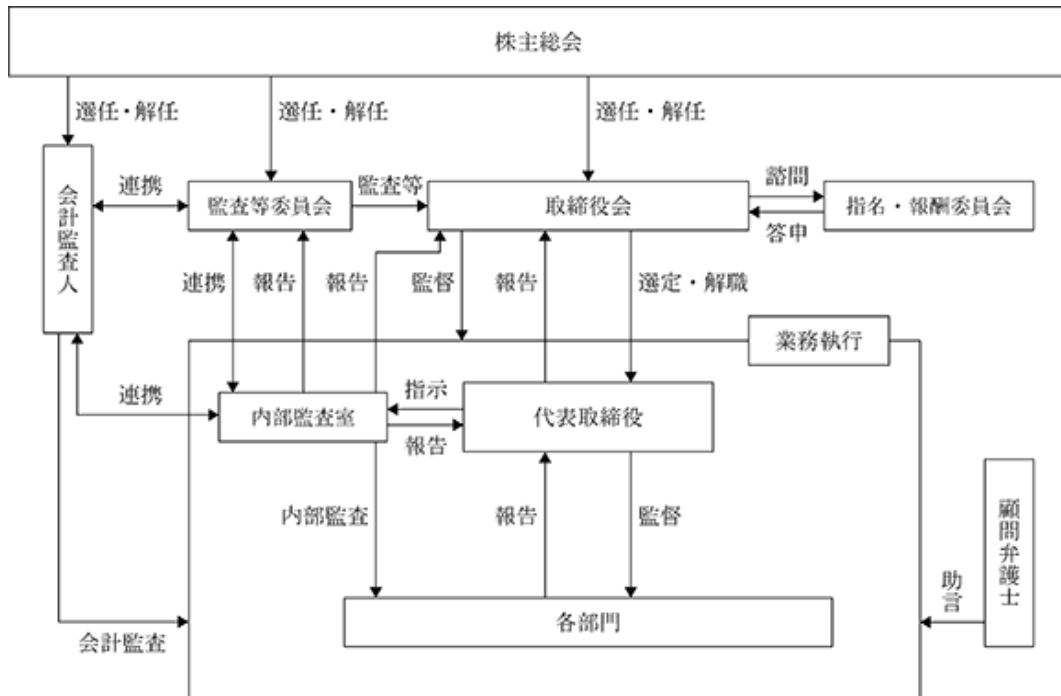 株主総会
選任・解任
選任・解任
選任・解任
会計監査人
連携
監査等委員会
監査等
取締役会
諮問
答申
指名・報酬委員会
連携
報告
報告
監督
報告
選定・解職
業務執行
連携
内部監査室
指示
報告
代表取締役
内部監査
報告
監督
顧問弁護士
助言
各部門
会計監査